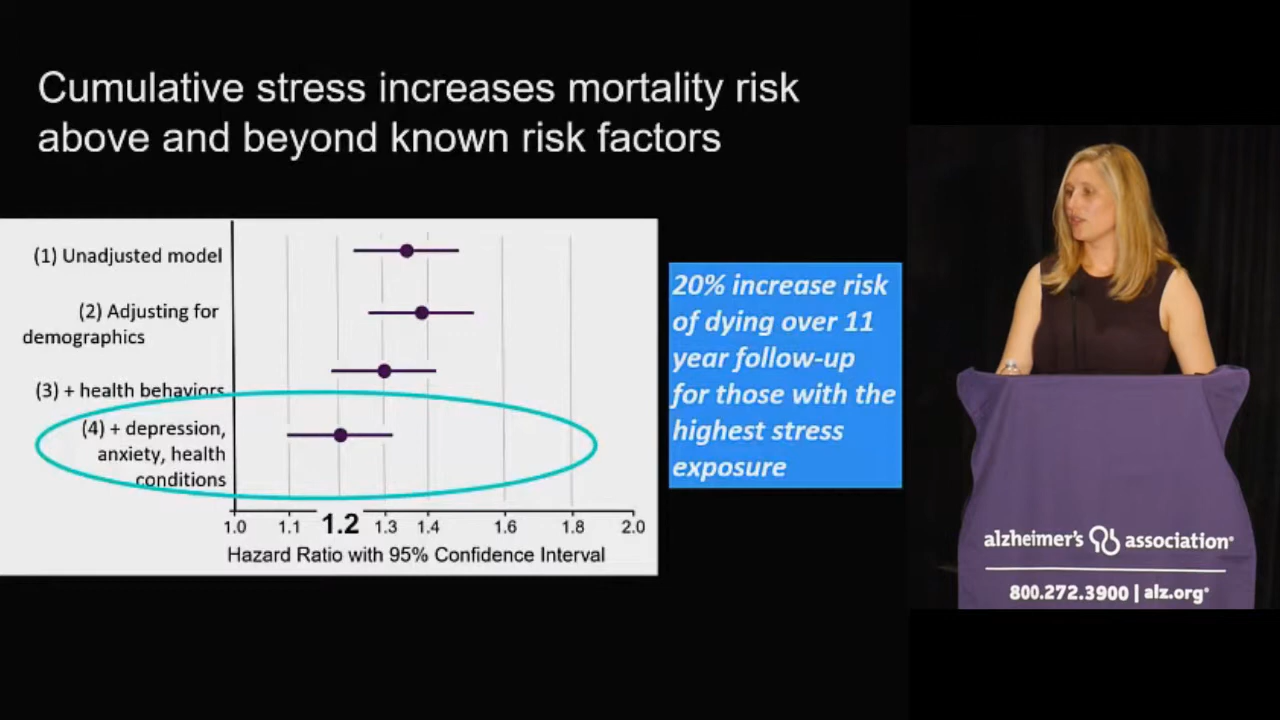 Cumulative stress increases mortality risk
above and beyond known risk factors
(1) Unadjusted model
(2) Adjusting for
demographics
(3) + health behaviors
(4) + depression,
anxiety, health
conditions
1.0 1.1 1.2 1.3 1.4 1.6 1.8 2.0
Hazard Ratio with 95% Confidence Interval
20% increase risk
of dying over 11
year follow-up
for those with the
highest stress
exposure
alzheimer's association®
800.272.3900 | alz.org®